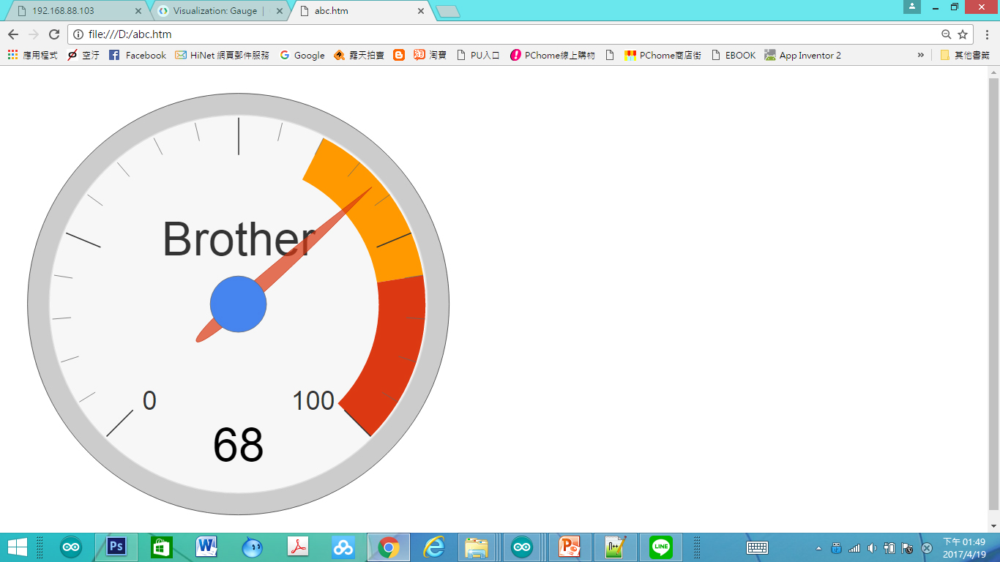 192.168.88.103
Visualization: Gauge |
abc.htm
file:///D:/abc.htm
應用程式 空汙 Facebook HiNet 網頁郵件服務 Google 露天拍賣 淘寶 PU入口 PChome線上購物 PChome商店街 EBOOK App Inventor 2 » 其他書籤
Brother
0 100
68
下午 01:49
2017/4/19